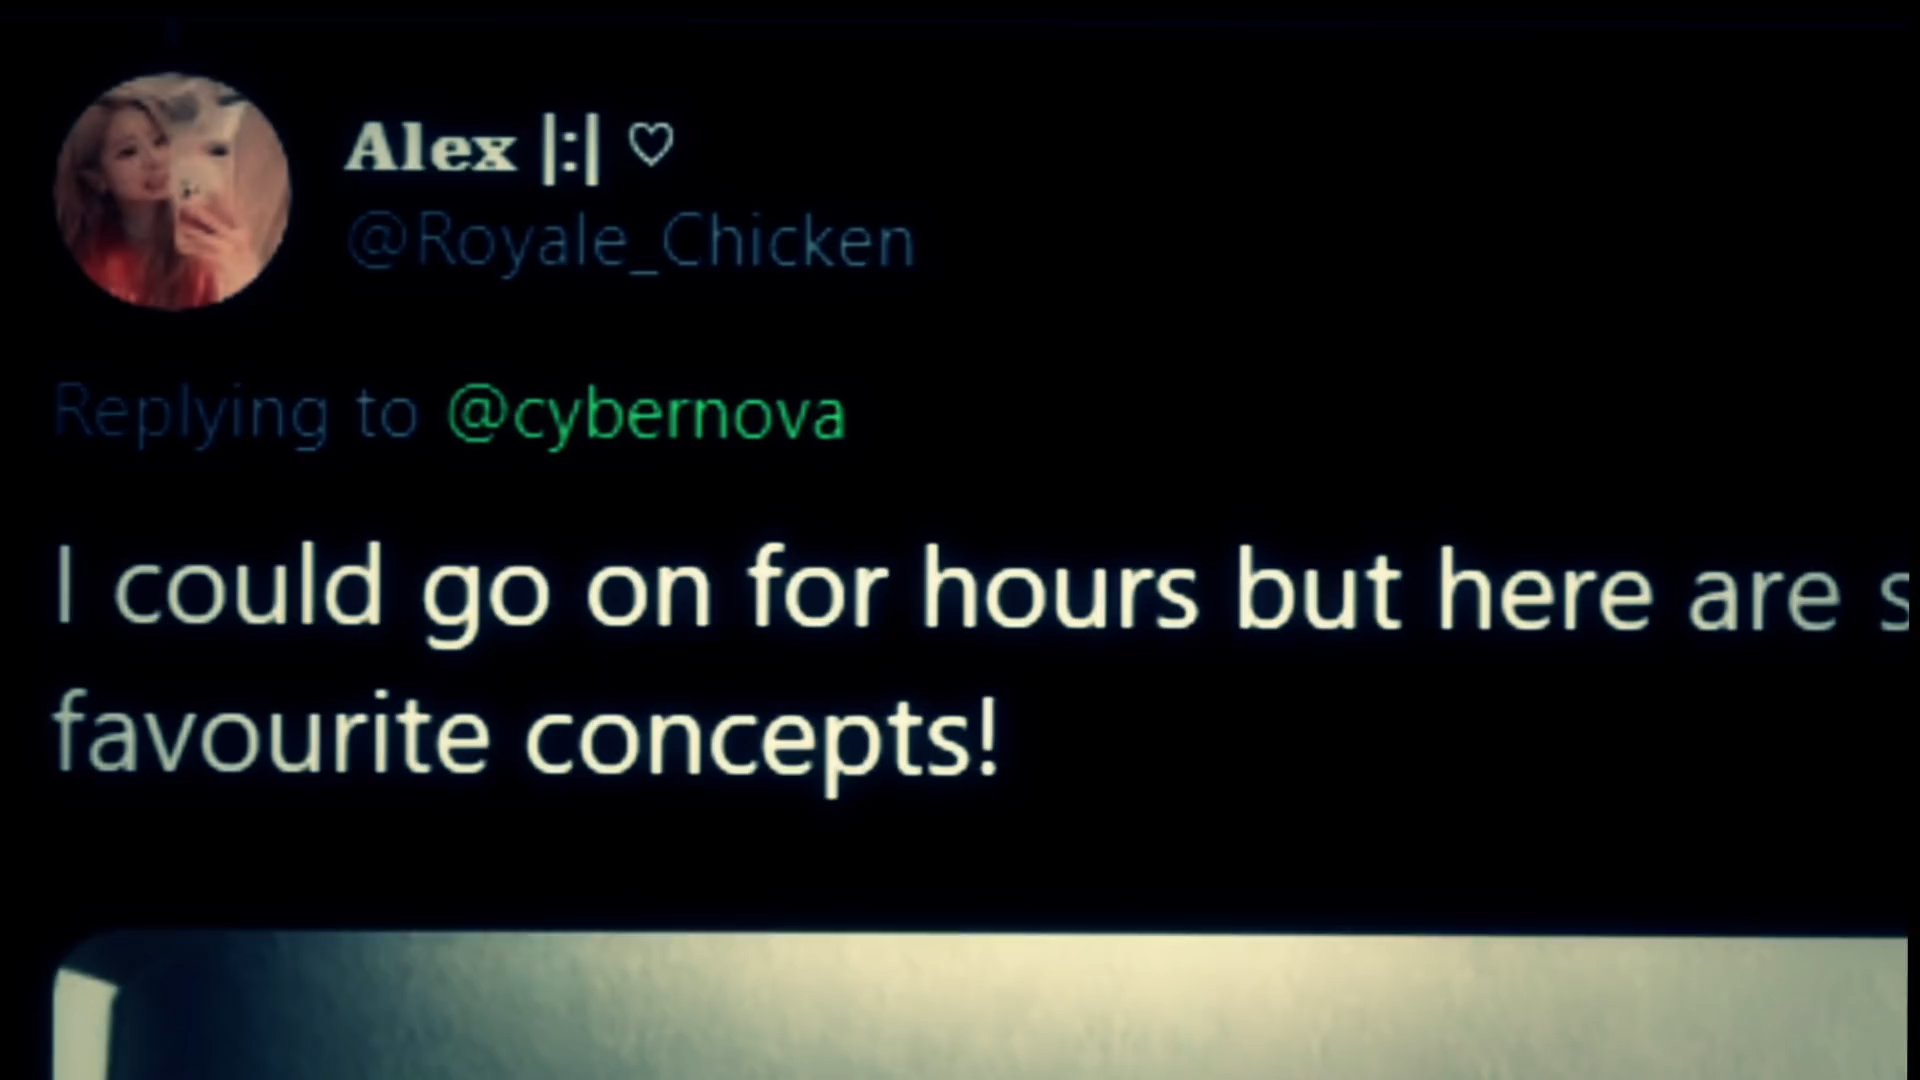 Alex |:| ♡
@Royale_Chicken
Replying to @cybernova
I could go on for hours but here are s
favourite concepts!